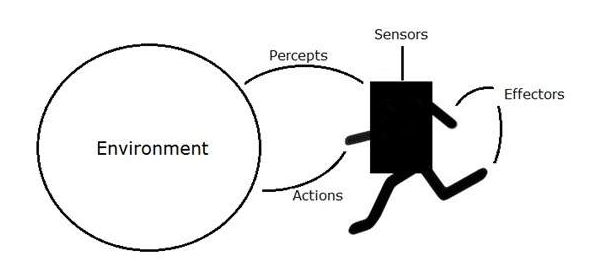 Sensors
Percepts
Effectors
Environment
Actions